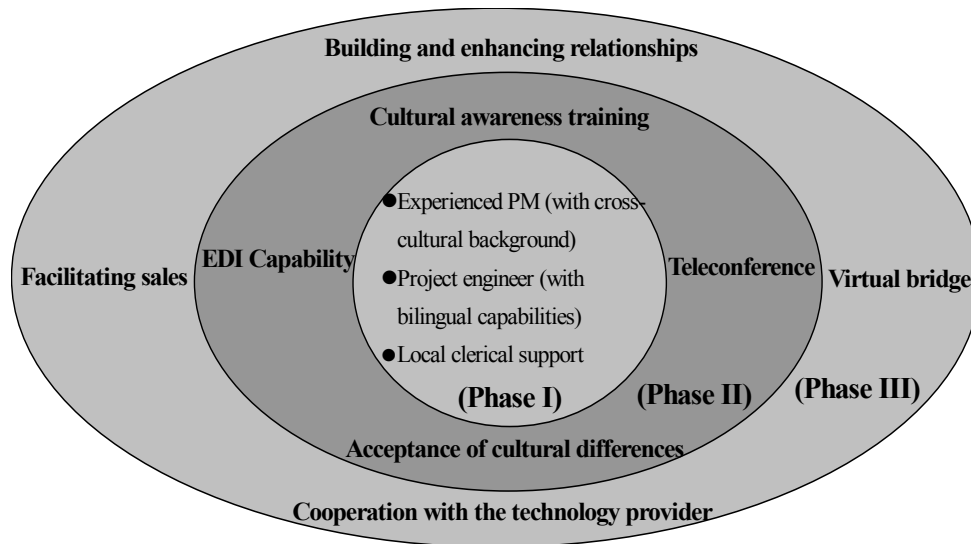 Building and enhancing relationships
Cultural awareness training
●Experienced PM (with cross-
cultural background)
EDI Capability
Teleconference
Facilitating sales
●Project engineer (with
Virtual bridge
bilingual capabilities)
●Local clerical support
(Phase I)
(Phase II)
(Phase III)
Acceptance of cultural differences
Cooperation with the technology provider